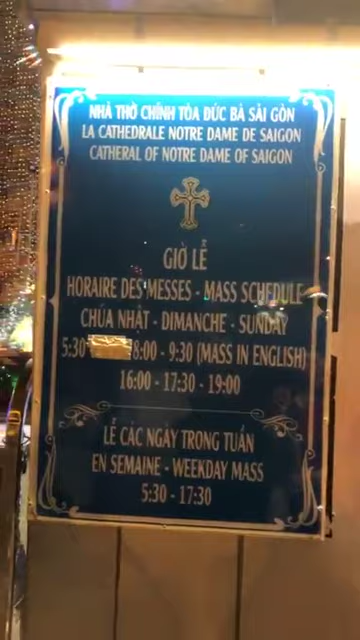 NHÀ THỜ CHÍNH TÒA ĐỨC BÀ SÀI GÒN
LA CATHEDRALE NOTRE DAME DE SAIGON
CATHERAL OF NOTRE DAME OF SAIGON
GIỜ LỄ
HORAIRE DES MESSES - MASS SCHEDULE
CHÚA NHẬT - DIMANCHE - SUNDAY
5:30 8:00 - 9:30 (MASS IN ENGLISH)
16:00 - 17:30 - 19:00
LỄ CÁC NGÀY TRONG TUẦN
EN SEMAINE - WEEKDAY MASS
5:30 - 17:30